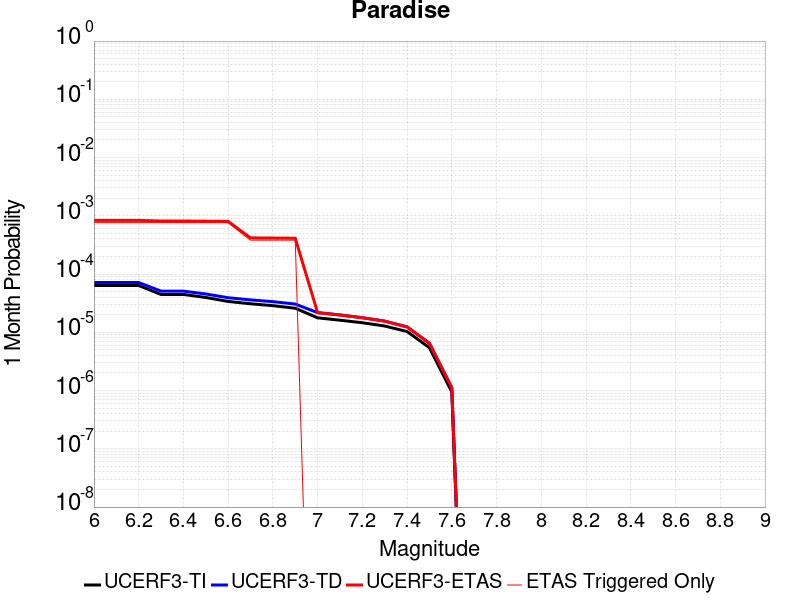 Paradise
10^0
10^-1
10^-2
10^-3
10^-4
10^-5
10^-6
10^-7
10^-8
1 Month Probability
6 6.2 6.4 6.6 6.8 7 7.2 7.4 7.6 7.8 8 8.2 8.4 8.6 8.8 9
Magnitude
UCERF3-TI UCERF3-TD UCERF3-ETAS ETAS Triggered Only